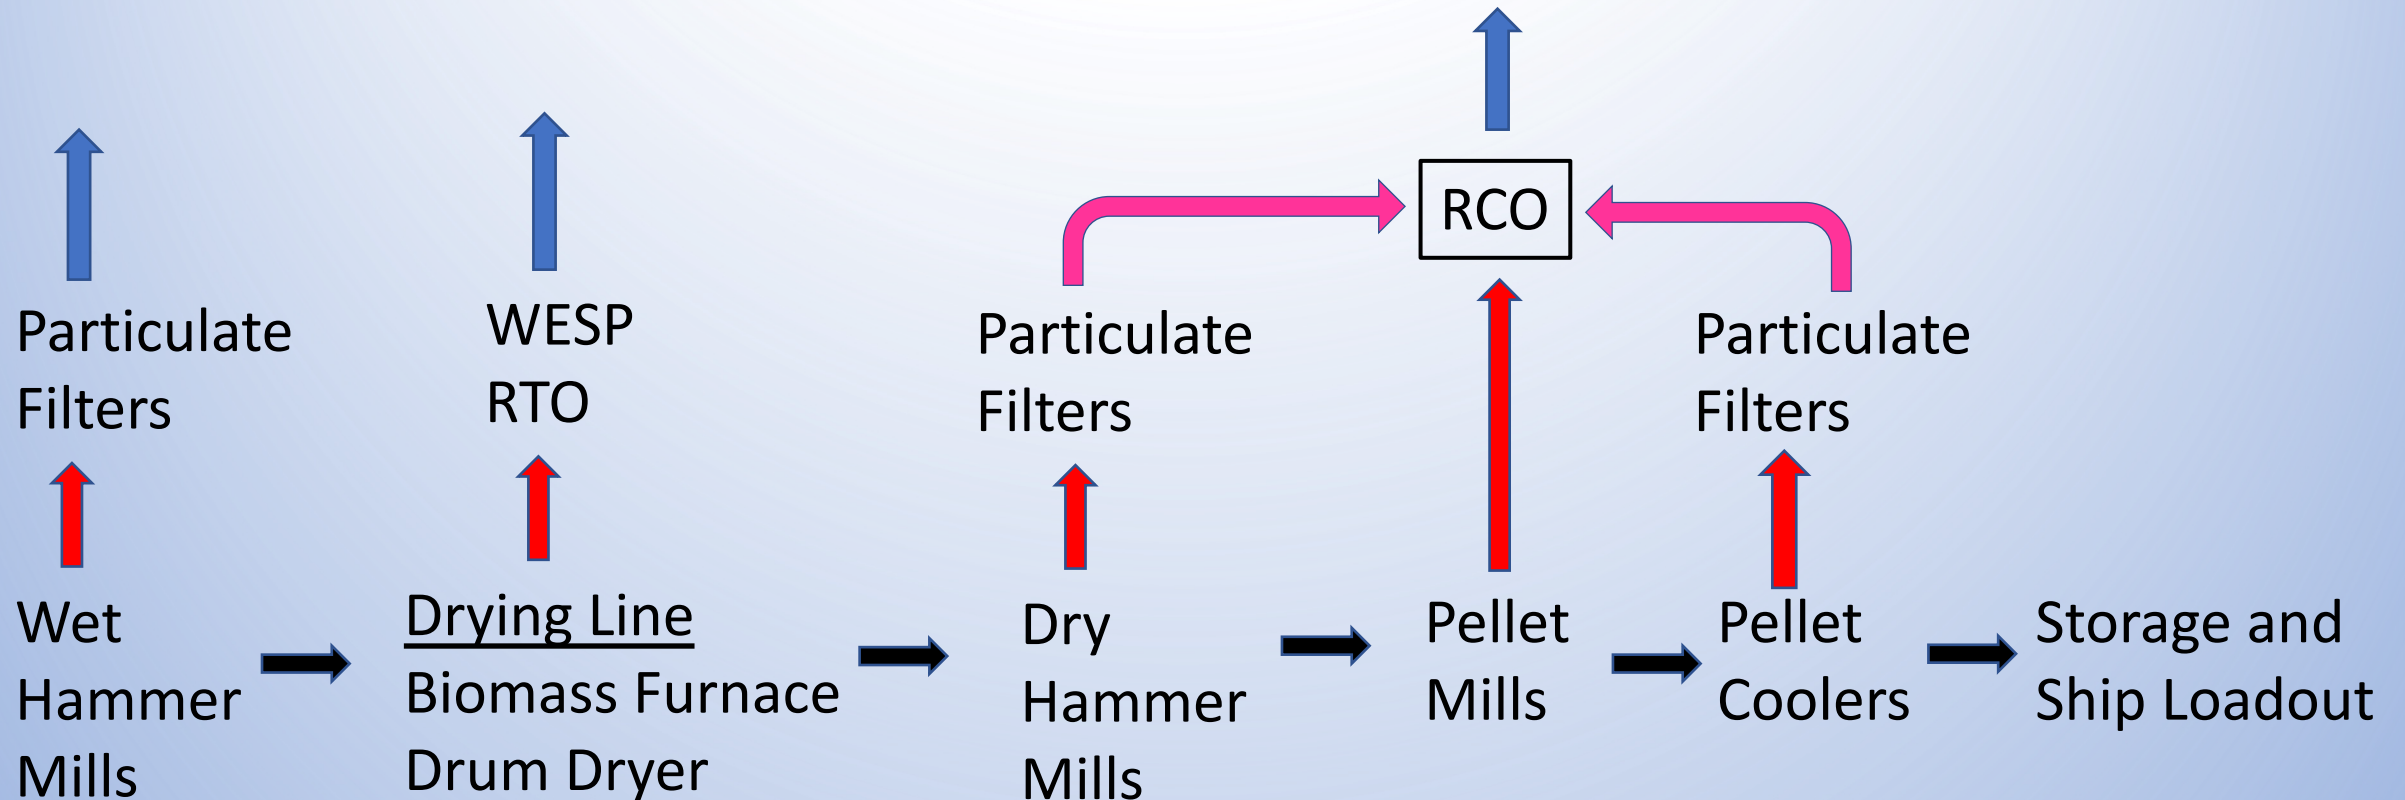 RCO
Particulate
Filters
WESP
RTO
Particulate
Filters
Particulate
Filters
Wet
Hammer
Mills
Drying Line
Biomass Furnace
Drum Dryer
Dry
Hammer
Mills
Pellet
Mills
Pellet
Coolers
Storage and
Ship Loadout